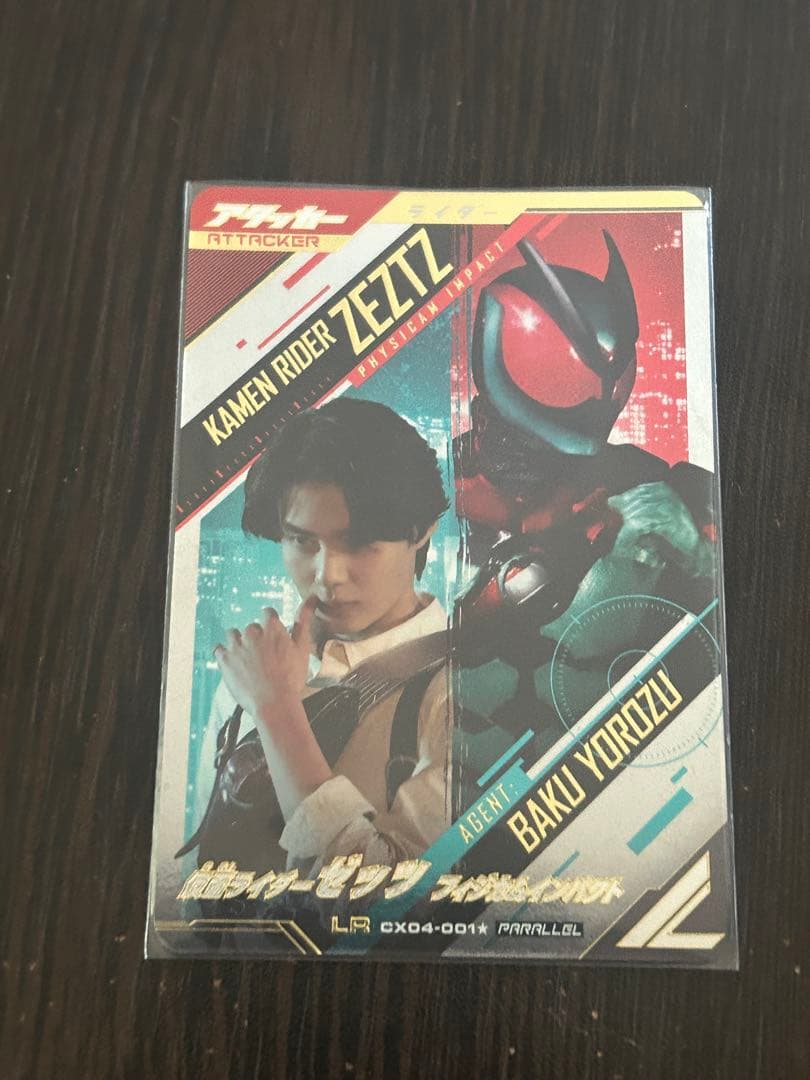 アタッカー
ATTACKER
ライダー
KAMEN RIDER ZEZTZ
PHYSICAM IMPACT
AGENT:
BAKU YOROZU
仮面ライダーゼッツ フィジカムインパクト
LR CX04-001★ PARALLEL